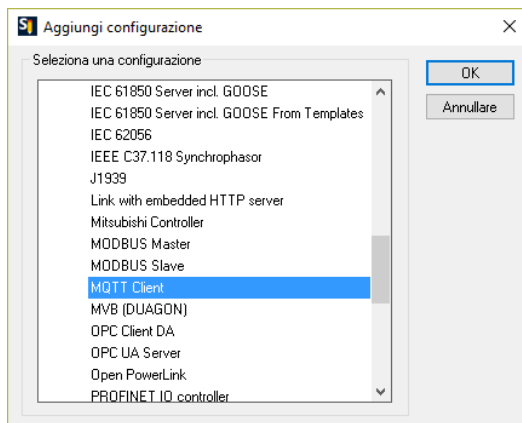 Aggiungi configurazione
Seleziona una configurazione
OK
Annullare
IEC 61850 Server incl. GOOSE
IEC 61850 Server incl. GOOSE From Templates
IEC 62056
IEEE C37.118 Synchrophasor
J1939
Link with embedded HTTP server
Mitsubishi Controller
MODBUS Master
MODBUS Slave
MQTT Client
MVB (DUAGON)
OPC Client DA
OPC UA Server
Open PowerLink
PROFINET IO controller